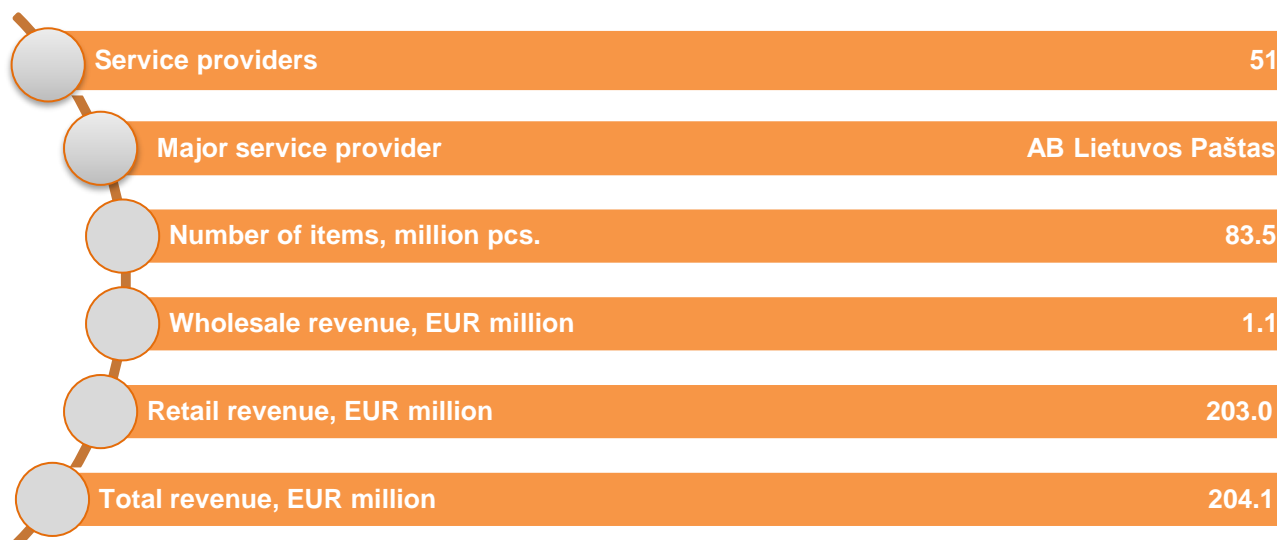 Service providers 51
Major service provider AB Lietuvos Paštas
Number of items, million pcs. 83.5
Wholesale revenue, EUR million 1.1
Retail revenue, EUR million 203.0
Total revenue, EUR million 204.1